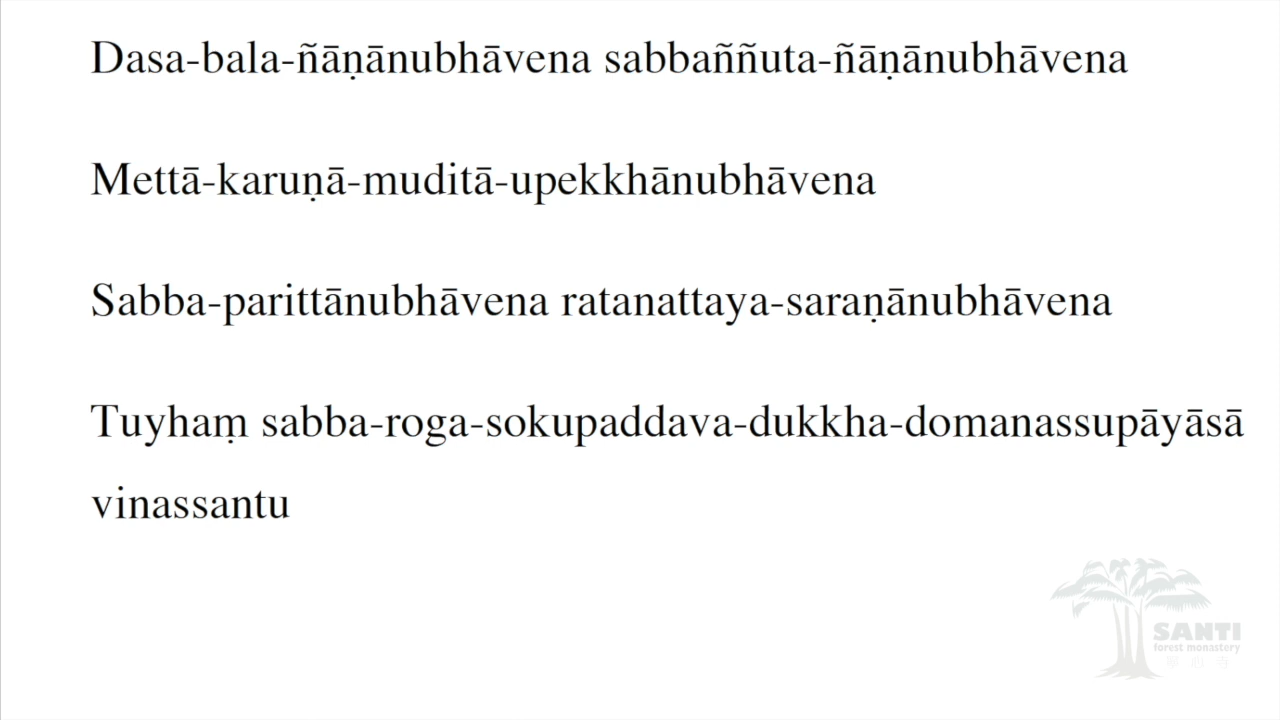 Dasa-bala-ñāṇānubhāvena sabbaññuta-ñāṇānubhāvena
Mettā-karuṇā-muditā-upekkhānubhāvena
Sabba-parittānubhāvena ratanattaya-saraṇānubhāvena
Tuyhaṃ sabba-roga-sokupaddava-dukkha-domanassupāyāsā
vinassantu
SANTI
forest monastery